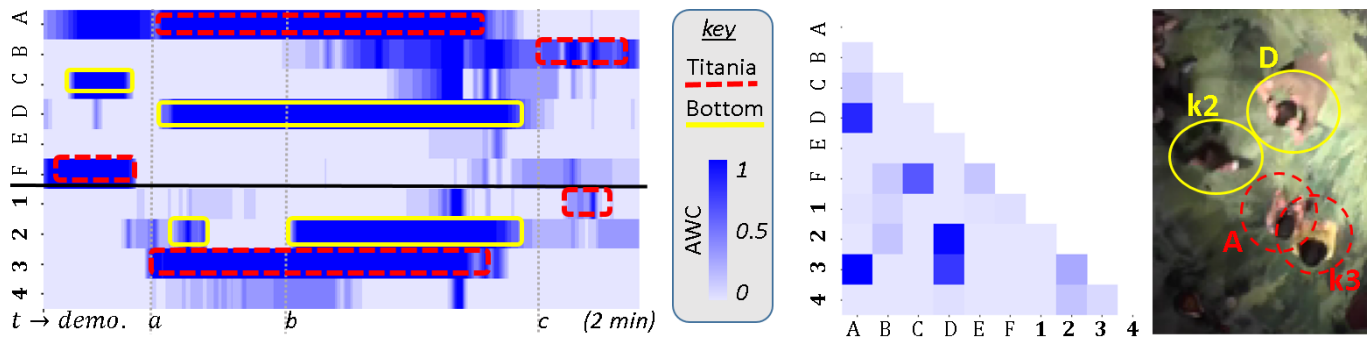 A
B
C
D
E
F
1
2
3
4
t → demo. a b c (2 min)
key
Titania
Bottom
AWC
1
0.5
0
A
B
C
D
E
F
1
2
3
4
A B C D E F 1 2 3 4
D
k2
A
k3